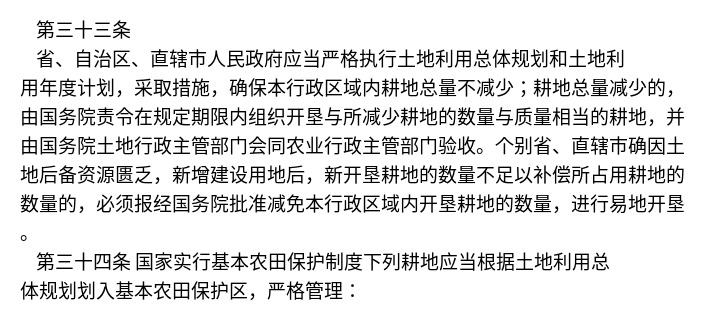 第三十三条
省、自治区、直辖市人民政府应当严格执行土地利用总体规划和土地利
用年度计划，采取措施，确保本行政区域内耕地总量不减少；耕地总量减少的，
由国务院责令在规定期限内组织开垦与所减少耕地的数量与质量相当的耕地，并
由国务院土地行政主管部门会同农业行政主管部门验收。个别省、直辖市确因土
地后备资源匮乏，新增建设用地后，新开垦耕地的数量不足以补偿所占用耕地的
数量的，必须报经国务院批准减免本行政区域内开垦耕地的数量，进行易地开垦
。
第三十四条 国家实行基本农田保护制度下列耕地应当根据土地利用总
体规划划入基本农田保护区，严格管理：